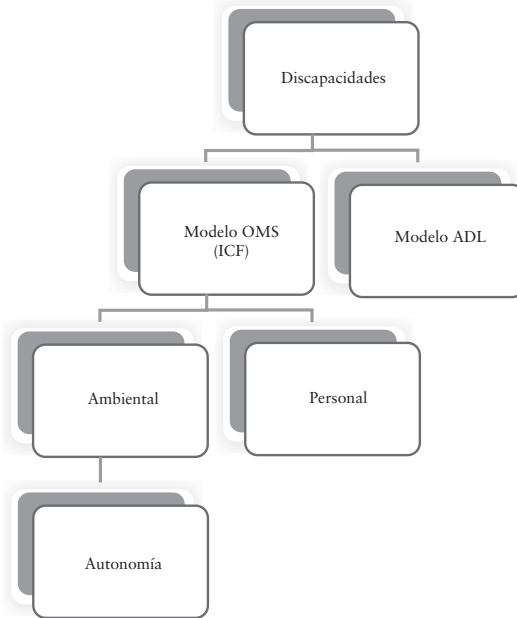 Discapacidades
Modelo OMS
(ICF)
Modelo ADL
Ambiental
Personal
Autonomía